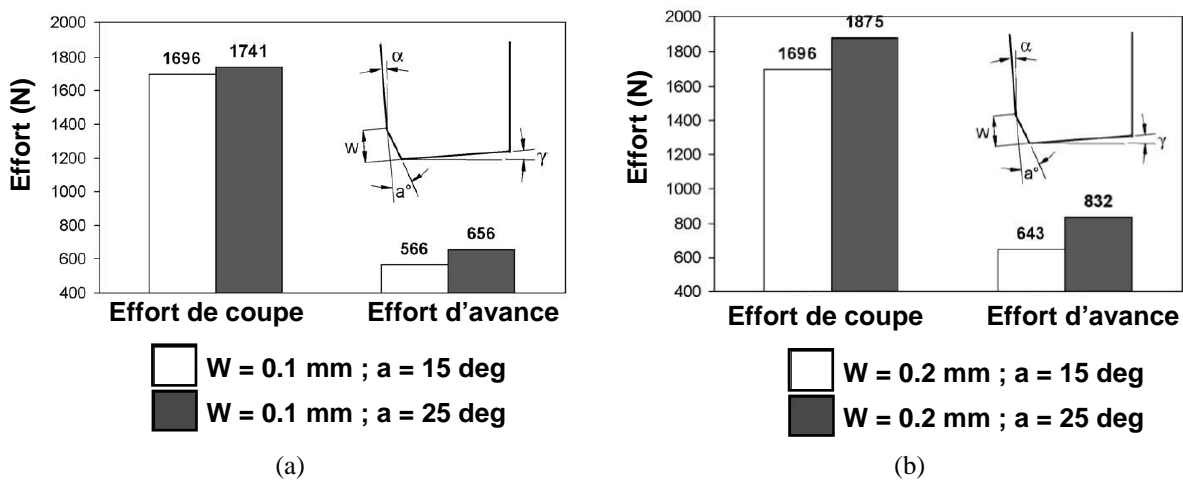 Effort (N)
2000
1800
1600
1400
1200
1000
800
600
400
1696
1741
566
656
α
W
a°
γ
Effort de coupe
Effort d'avance
W = 0.1 mm ; a = 15 deg
W = 0.1 mm ; a = 25 deg
(a)
Effort (N)
2000
1800
1600
1400
1200
1000
800
600
400
1696
1875
643
832
α
W
a°
γ
Effort de coupe
Effort d'avance
W = 0.2 mm ; a = 15 deg
W = 0.2 mm ; a = 25 deg
(b)